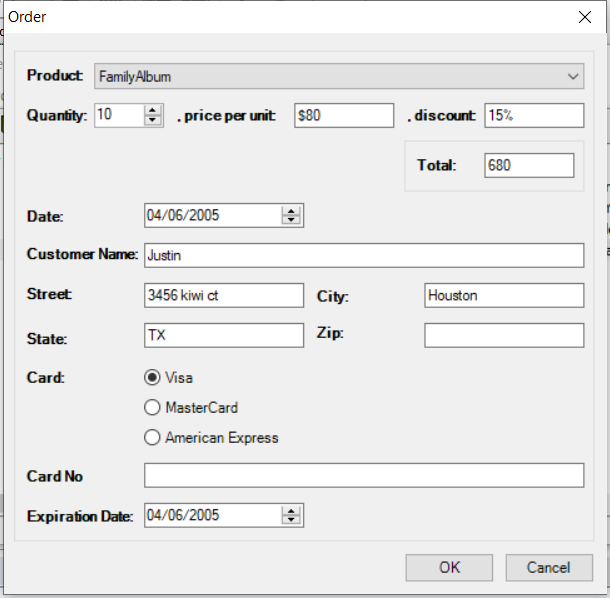 Order
Product: FamilyAlbum
Quantity: 10 , price per unit: $80 , discount: 15%
Total: 680
Date: 04/06/2005
Customer Name: Justin
Street: 3456 kiwi ct City: Houston
State: TX Zip:
Card: Visa
MasterCard
American Express
Card No
Expiration Date: 04/06/2005
OK Cancel